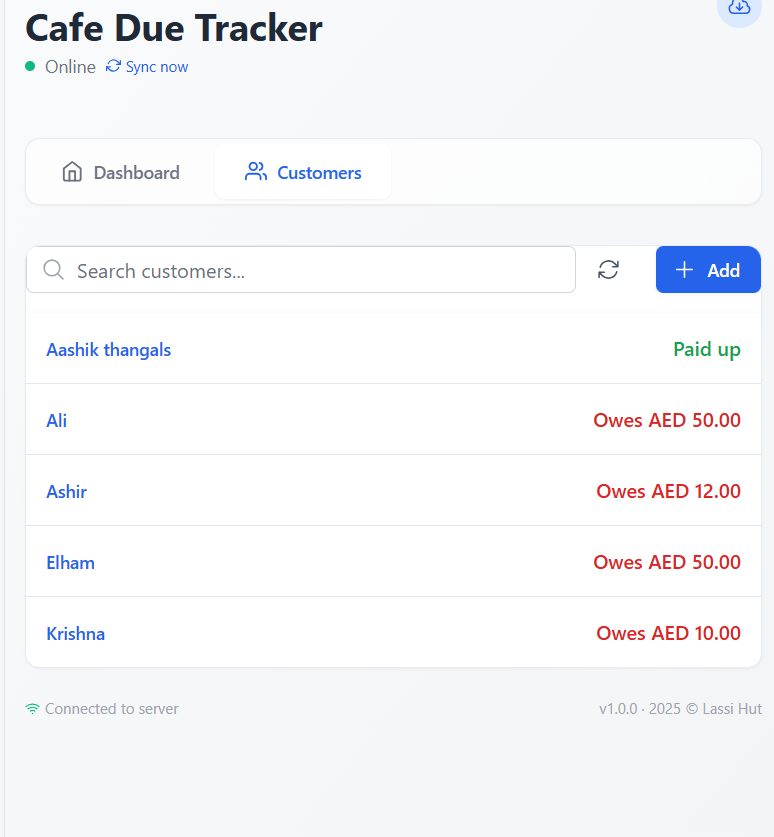 Cafe Due Tracker
Online Sync now
Dashboard Customers
Search customers... Add
Aashik thangals Paid up
Ali Owes AED 50.00
Ashir Owes AED 12.00
Elham Owes AED 50.00
Krishna Owes AED 10.00
Connected to server v1.0.0 · 2025 © Lassi Hut